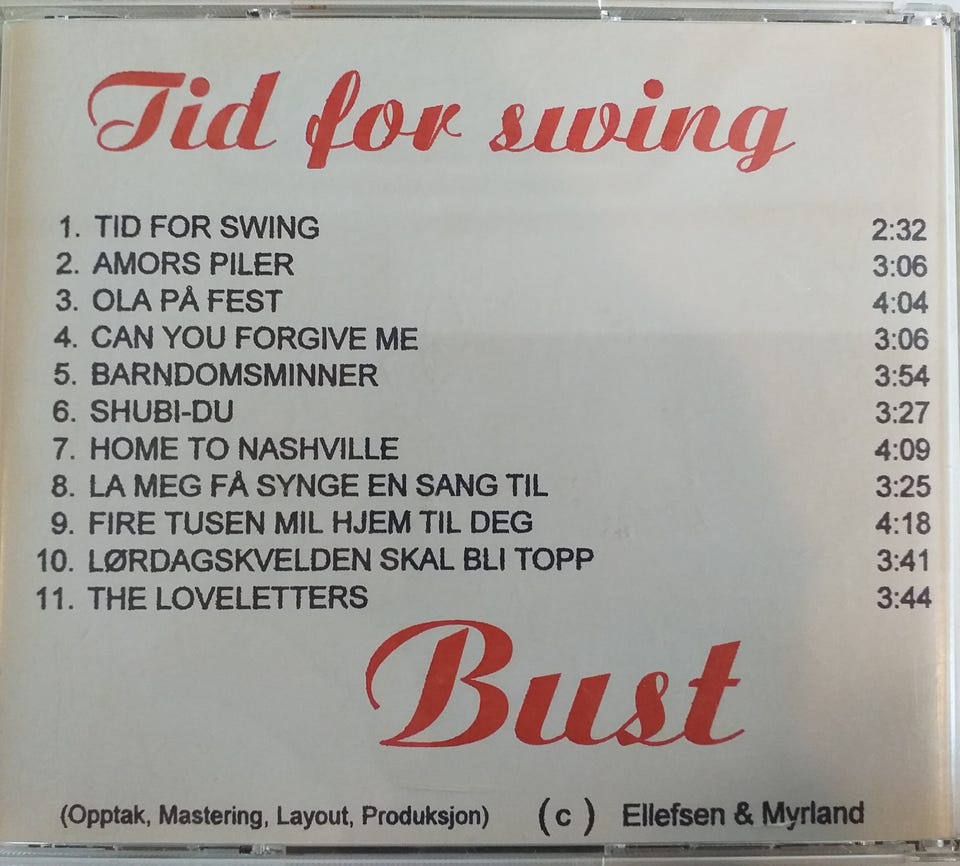 Tid for swing
1. TID FOR SWING 2:32
2. AMORS PILER 3:06
3. OLA PÅ FEST 4:04
4. CAN YOU FORGIVE ME 3:06
5. BARNDOMSMINNER 3:54
6. SHUBI-DU 3:27
7. HOME TO NASHVILLE 4:09
8. LA MEG FÅ SYNGE EN SANG TIL 3:25
9. FIRE TUSEN MIL HJEM TIL DEG 4:18
10. LØRDAGSKVELDEN SKAL BLI TOPP 3:41
11. THE LOVELETTERS 3:44
Bust
(Opptak, Mastering, Layout, Produksjon) (c) Ellefsen & Myrland